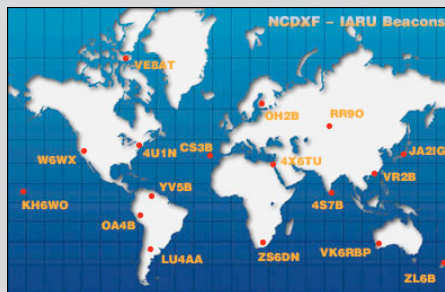 NCDXF – IARU Beacons
VE8AT
OH2B
RR9O
W6WX
4U1N
CS3B
4X6TU
JA2IG
VR2B
KH6WO
YV5B
4S7B
OA4B
LU4AA
ZS6DN
VK6RBP
ZL6B